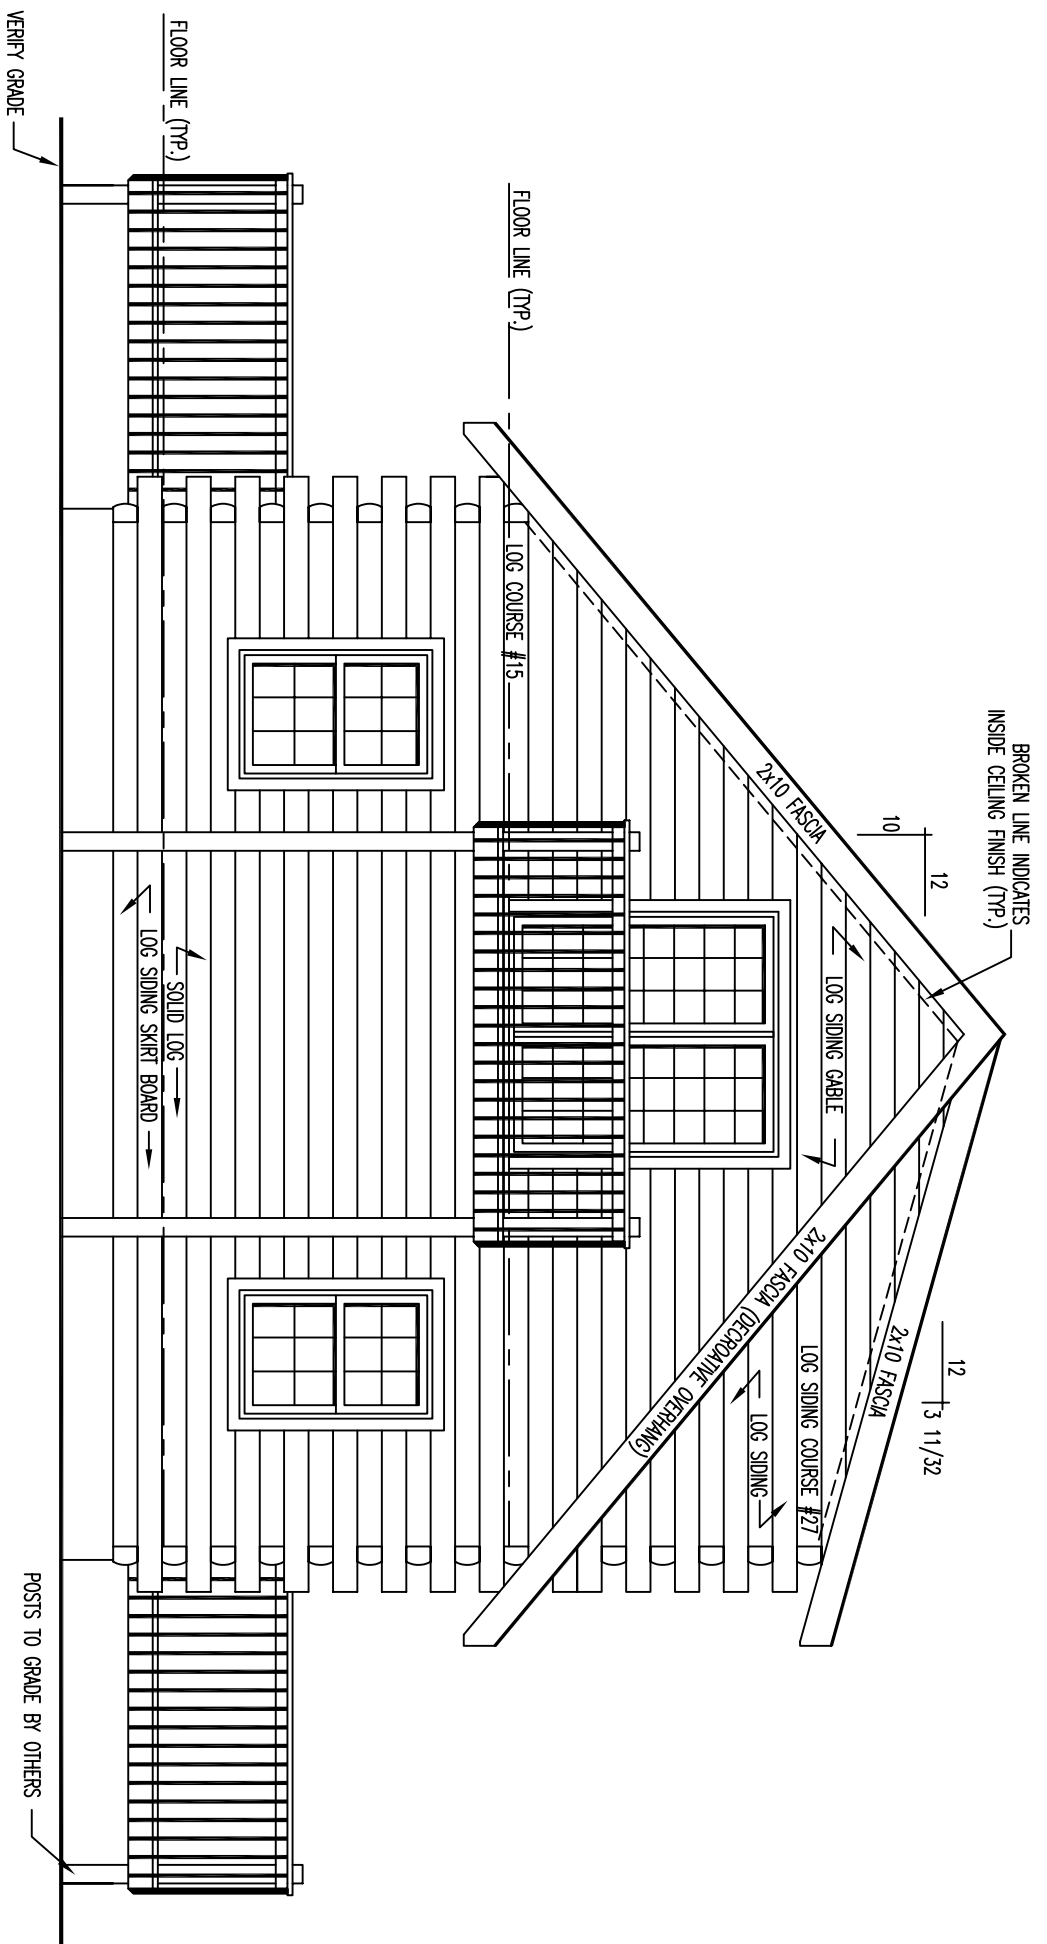 BROKEN LINE INDICATES
INSIDE CEILING FINISH (TYP.)
12
10
12
3 11/32
2x10 FASCIA
LOG SIDING GABLE
2x10 FASCIA
2x10 FASCIA (DECROATIVE OVERHANG)
LOG SIDING COURSE #27
LOG SIDING
FLOOR LINE (TYP.)
LOG COURSE #15
FLOOR LINE (TYP.)
SOLID LOG
LOG SIDING SKIRT BOARD
VERIFY GRADE
POSTS TO GRADE BY OTHERS